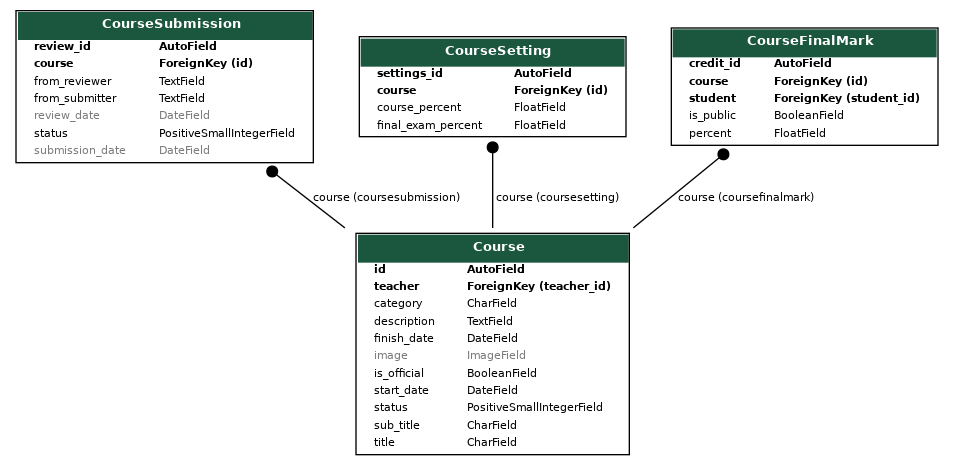 CourseSubmission
review_id AutoField
course ForeignKey (id)
from_reviewer TextField
from_submitter TextField
review_date DateField
status PositiveSmallIntegerField
submission_date DateField
CourseSetting
settings_id AutoField
course ForeignKey (id)
course_percent FloatField
final_exam_percent FloatField
CourseFinalMark
credit_id AutoField
course ForeignKey (id)
student ForeignKey (student_id)
is_public BooleanField
percent FloatField
course (coursesubmission)
course (coursesetting)
course (coursefinalmark)
Course
id AutoField
teacher ForeignKey (teacher_id)
category CharField
description TextField
finish_date DateField
image ImageField
is_official BooleanField
start_date DateField
status PositiveSmallIntegerField
sub_title CharField
title CharField